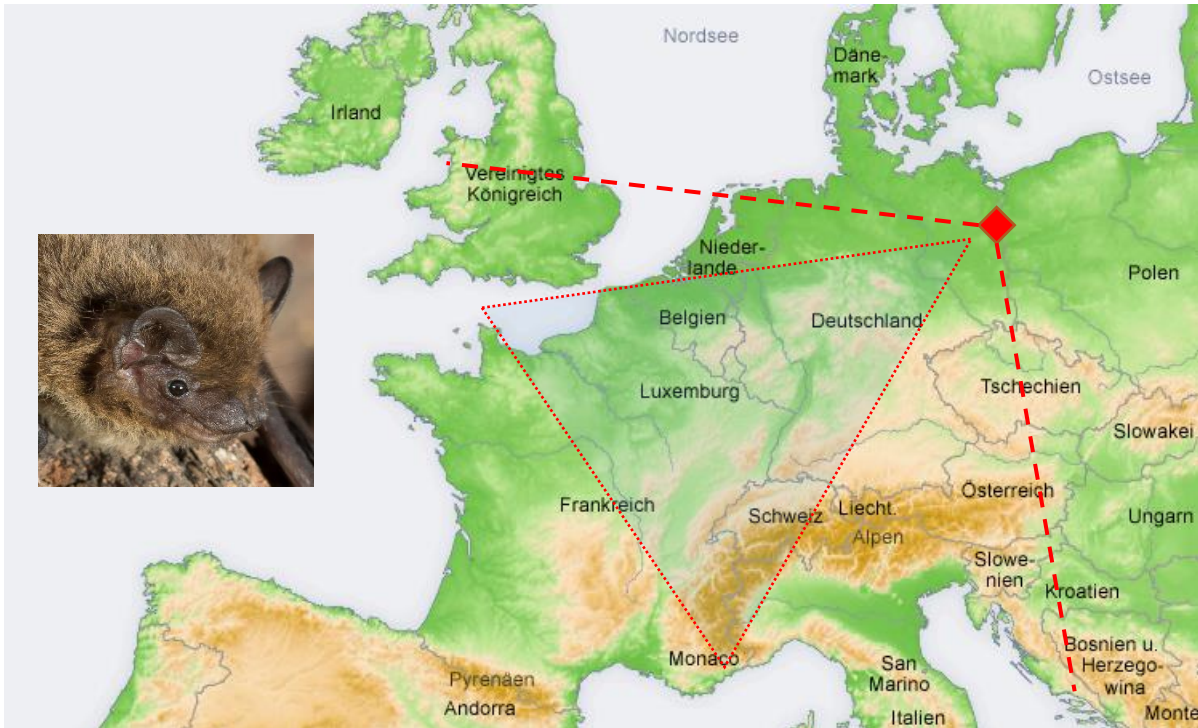 Nordsee
Däne-
mark
Ostsee
Irland
Vereinigtes
Königreich
Nieder-
lande
Polen
Belgien
Deutschland
Luxemburg
Tschechien
Slowakei
Frankreich
Schweiz
Liecht.
Österreich
Alpen
Ungarn
Slowe-
nien
Kroatien
Monaco
San
Marino
Bosnien u.
Herzego-
wina
Pyrenäen
Andorra
Italien
Monte